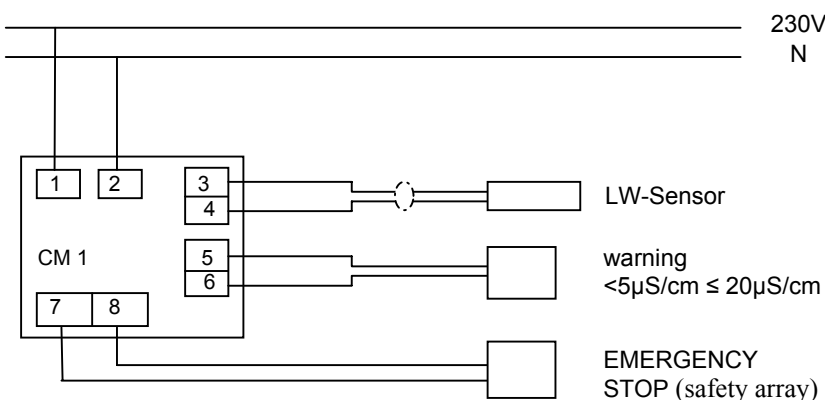 230V
N
1 2 3
4
LW-Sensor
CM 1
5
6
warning
<5µS/cm ≤ 20µS/cm
7 8
EMERGENCY
STOP (safety array)